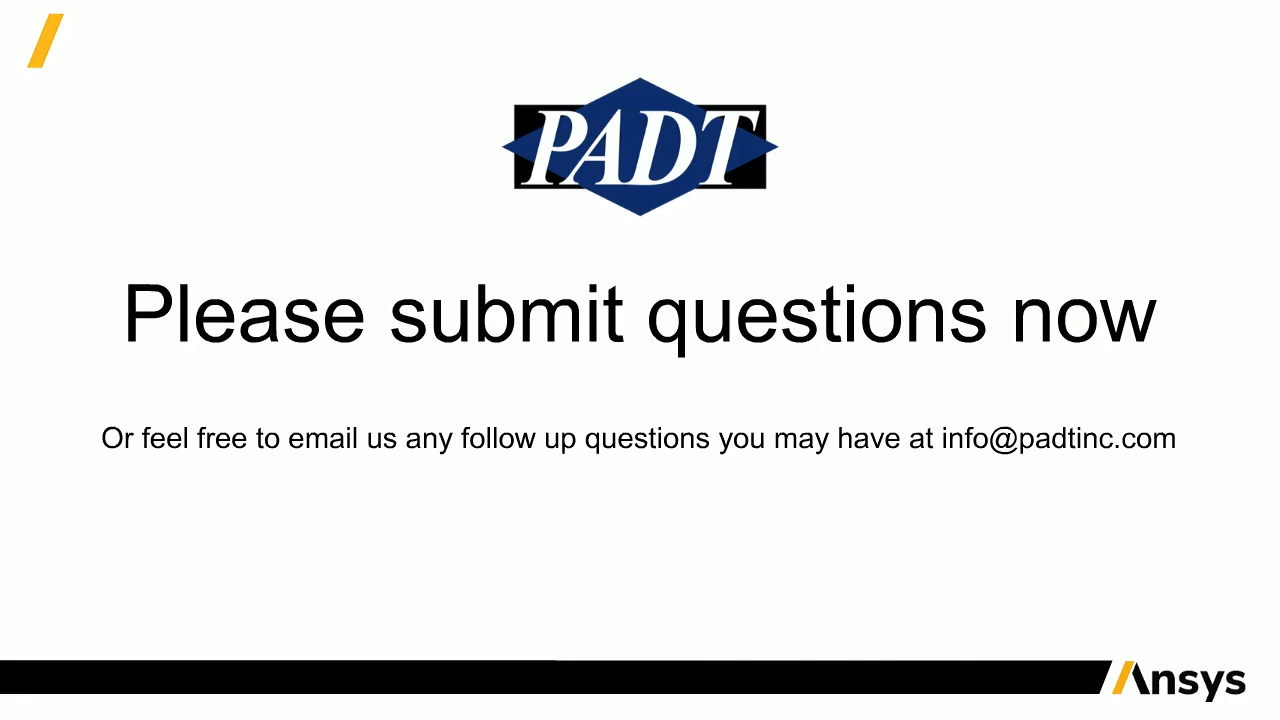 PADT
Please submit questions now
Or feel free to email us any follow up questions you may have at info@padtinc.com
Ansys